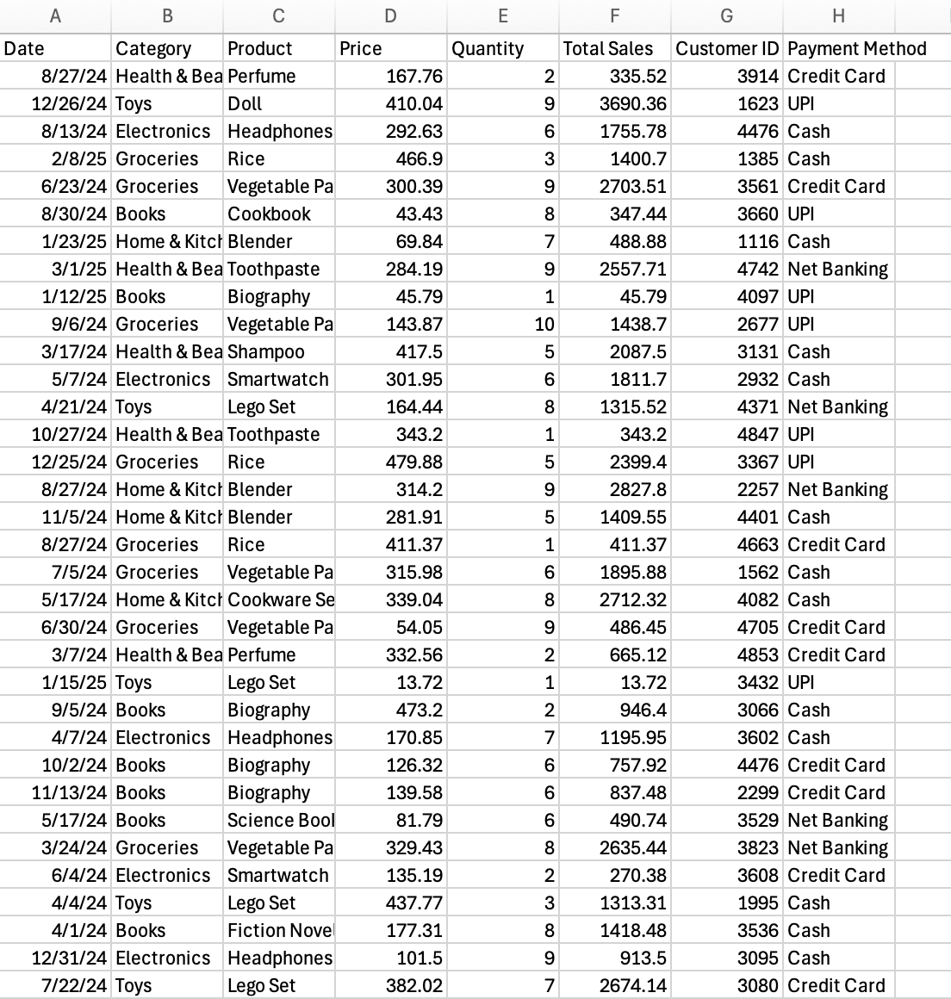 A B C D E F G H
Date Category Product Price Quantity Total Sales Customer ID Payment Method
8/27/24 Health & Bea Perfume 167.76 2 335.52 3914 Credit Card
12/26/24 Toys Doll 410.04 9 3690.36 1623 UPI
8/13/24 Electronics Headphones 292.63 6 1755.78 4476 Cash
2/8/25 Groceries Rice 466.9 3 1400.7 1385 Cash
6/23/24 Groceries Vegetable Pa 300.39 9 2703.51 3561 Credit Card
8/30/24 Books Cookbook 43.43 8 347.44 3660 UPI
1/23/25 Home & Kitch Blender 69.84 7 488.88 1116 Cash
3/1/25 Health & Bea Toothpaste 284.19 9 2557.71 4742 Net Banking
1/12/25 Books Biography 45.79 1 45.79 4097 UPI
9/6/24 Groceries Vegetable Pa 143.87 10 1438.7 2677 UPI
3/17/24 Health & Bea Shampoo 417.5 5 2087.5 3131 Cash
5/7/24 Electronics Smartwatch 301.95 6 1811.7 2932 Cash
4/21/24 Toys Lego Set 164.44 8 1315.52 4371 Net Banking
10/27/24 Health & Bea Toothpaste 343.2 1 343.2 4847 UPI
12/25/24 Groceries Rice 479.88 5 2399.4 3367 UPI
8/27/24 Home & Kitch Blender 314.2 9 2827.8 2257 Net Banking
11/5/24 Home & Kitch Blender 281.91 5 1409.55 4401 Cash
8/27/24 Groceries Rice 411.37 1 411.37 4663 Credit Card
7/5/24 Groceries Vegetable Pa 315.98 6 1895.88 1562 Cash
5/17/24 Home & Kitch Cookware Se 339.04 8 2712.32 4082 Cash
6/30/24 Groceries Vegetable Pa 54.05 9 486.45 4705 Credit Card
3/7/24 Health & Bea Perfume 332.56 2 665.12 4853 Credit Card
1/15/25 Toys Lego Set 13.72 1 13.72 3432 UPI
9/5/24 Books Biography 473.2 2 946.4 3066 Cash
4/7/24 Electronics Headphones 170.85 7 1195.95 3602 Cash
10/2/24 Books Biography 126.32 6 757.92 4476 Credit Card
11/13/24 Books Biography 139.58 6 837.48 2299 Credit Card
5/17/24 Books Science Book 81.79 6 490.74 3529 Net Banking
3/24/24 Groceries Vegetable Pa 329.43 8 2635.44 3823 Net Banking
6/4/24 Electronics Smartwatch 135.19 2 270.38 3608 Credit Card
4/4/24 Toys Lego Set 437.77 3 1313.31 1995 Cash
4/1/24 Books Fiction Novel 177.31 8 1418.48 3536 Cash
12/31/24 Electronics Headphones 101.5 9 913.5 3095 Cash
7/22/24 Toys Lego Set 382.02 7 2674.14 3080 Credit Card